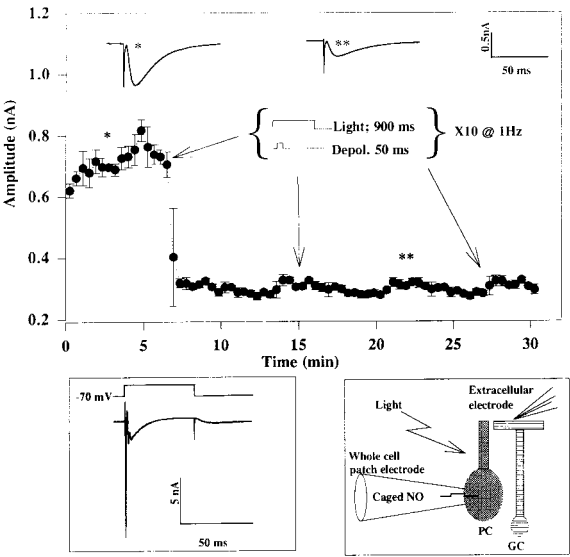 1.2
1.0
0.8
0.6
0.4
0.2
Amplitude (nA)
*
**
0.5nA
50 ms
*
Light; 900 ms
Depol. 50 ms
X10 @ 1Hz
**
0
5
10
15
20
25
30
Time (min)
-70 mV
5 nA
50 ms
Light
Extracellular
electrode
Whole cell
patch electrode
Caged NO
PC
GC